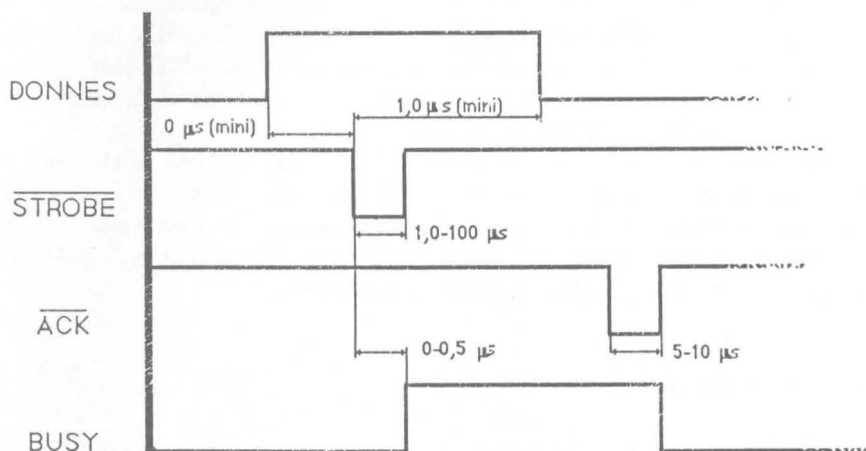 DONNES
0 µs (mini)
1,0 µs (mini)
STROBE
1,0-100 µs
ACK
0-0,5 µs
5-10 µs
BUSY